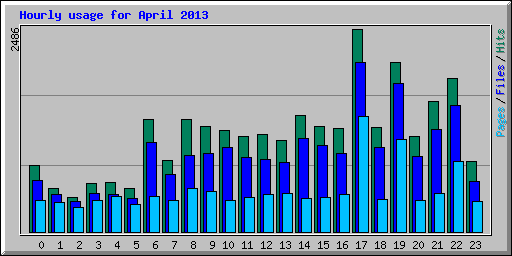 Hourly usage for April 2013
2486
Pages / Files / Hits
0 1 2 3 4 5 6 7 8 9 10 11 12 13 14 15 16 17 18 19 20 21 22 23